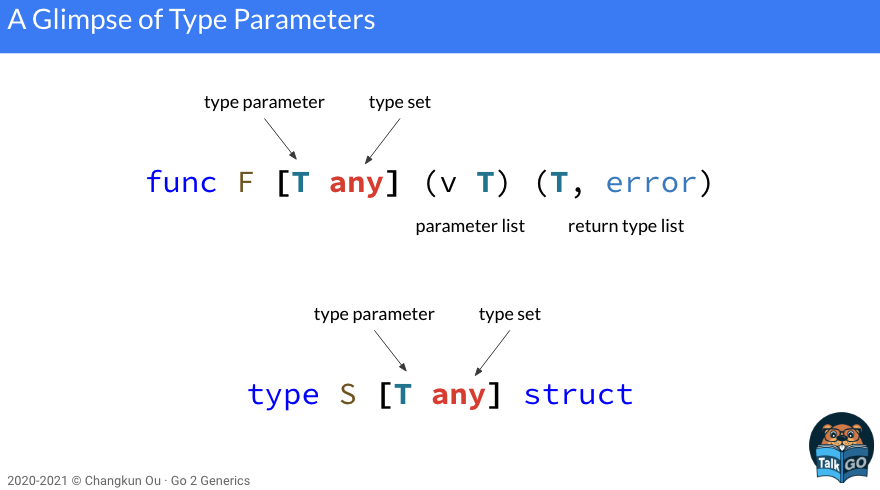 A Glimpse of Type Parameters
type parameter type set
func F [T any] (v T) (T, error)
parameter list return type list
type parameter type set
type S [T any] struct
Talk GO
2020-2021 © Changkun Ou · Go 2 Generics